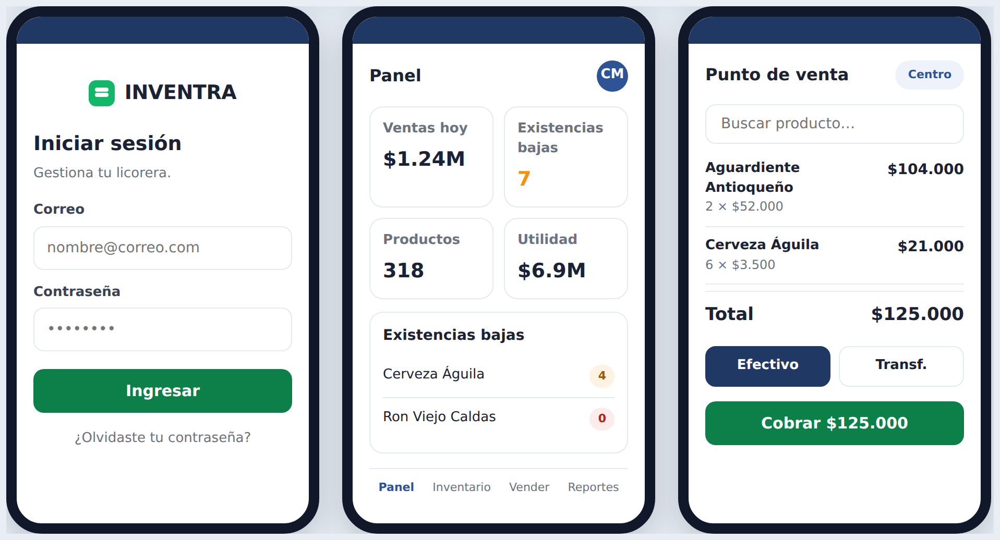 INVENTRA
Iniciar sesión
Gestiona tu licorera.
Correo
nombre@correo.com
Contraseña
••••••••
Ingresar
¿Olvidaste tu contraseña?
Panel
CM
Ventas hoy
$1.24M
Existencias
bajas
7
Productos
318
Utilidad
$6.9M
Existencias bajas
Cerveza Águila
4
Ron Viejo Caldas
0
Panel
Inventario
Vender
Reportes
Punto de venta
Centro
Buscar producto...
Aguardiente
Antioqueño
$104.000
2 × $52.000
Cerveza Águila
$21.000
6 × $3.500
Total
$125.000
Efectivo
Transf.
Cobrar $125.000